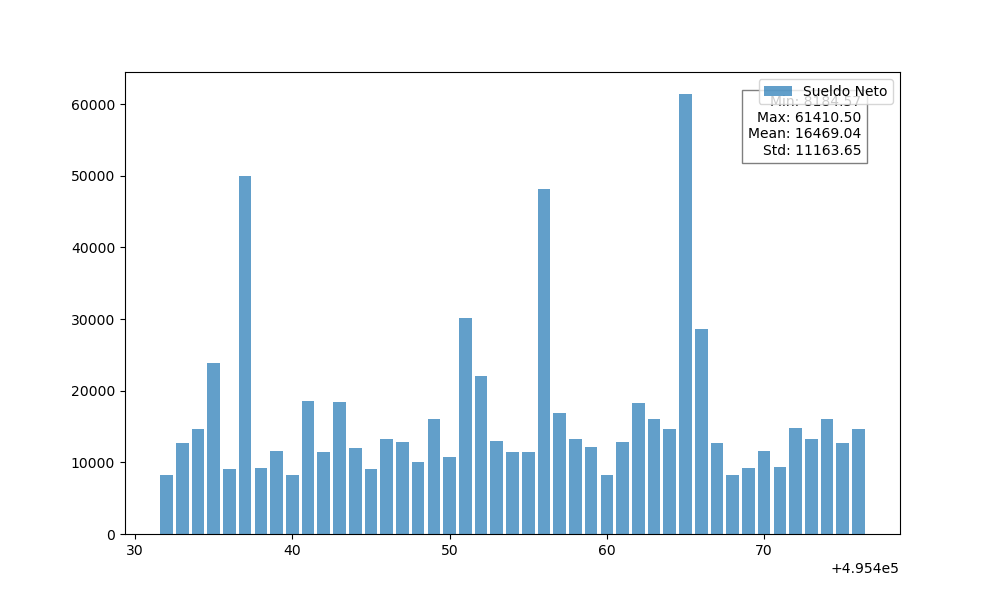 60000
50000
40000
30000
20000
10000
0
Sueldo Neto
Min: 8184.57
Max: 61410.50
Mean: 16469.04
Std: 11163.65
30 40 50 60 70
+4.954e5